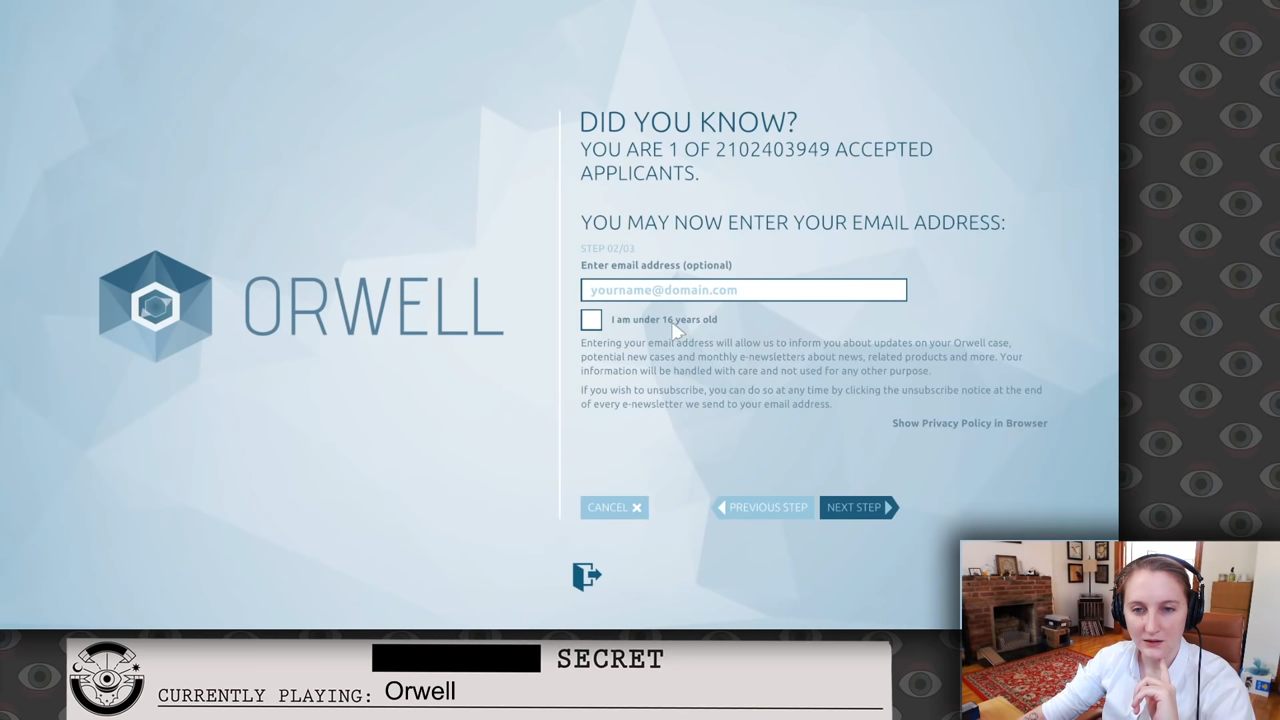 DID YOU KNOW?
YOU ARE 1 OF 2102403949 ACCEPTED
APPLICANTS.
YOU MAY NOW ENTER YOUR EMAIL ADDRESS:
STEP 02/03
Enter email address (optional)
yourname@domain.com
I am under 16 years old
Entering your email address will allow us to inform you about updates on your Orwell case,
potential new cases and monthly e-newsletters about news, related products and more. Your
information will be handled with care and not used for any other purpose.
If you wish to unsubscribe, you can do so at any time by clicking the unsubscribe notice at the end
of every e-newsletter we send to your email address.
Show Privacy Policy in Browser
ORWELL
CANCEL
PREVIOUS STEP
NEXT STEP
SECRET
CURRENTLY PLAYING: Orwell